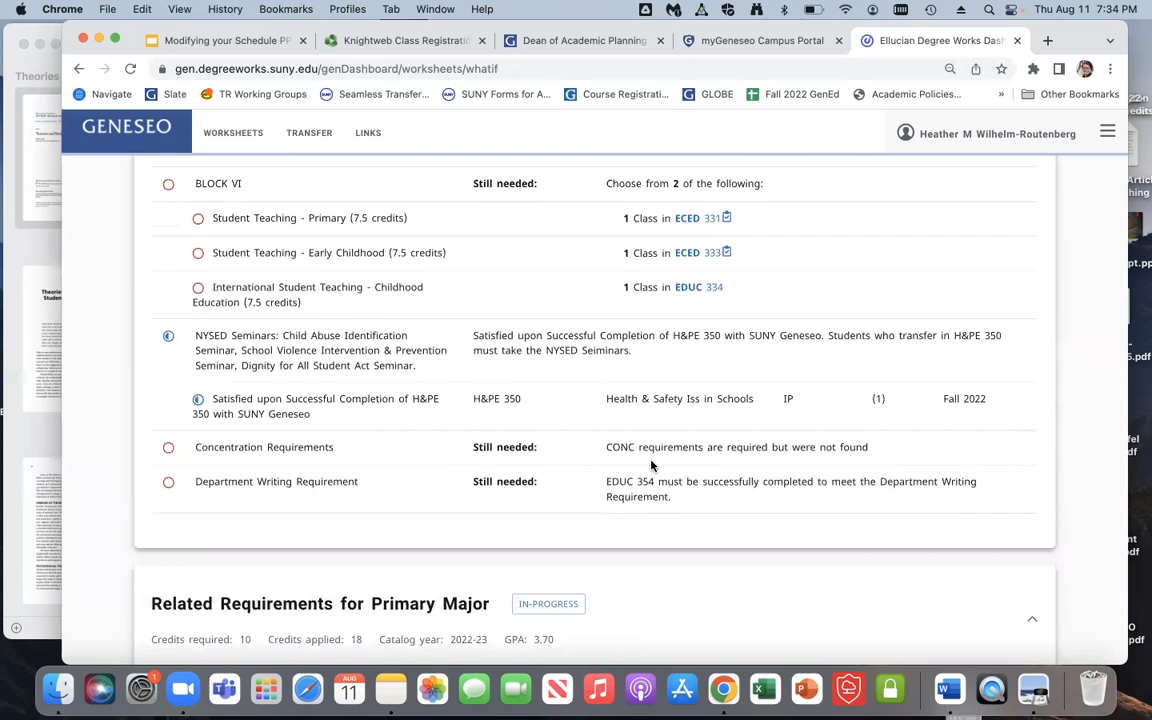 Chrome File Edit View History Bookmarks Profiles Tab Window Help Thu Aug 11 7:34 PM
Modifying your Schedule PP Knightweb Class Registratio Dean of Academic Planning myGeneseo Campus Portal Ellucian Degree Works Das
gen.degreeworks.suny.edu/genDashboard/worksheets/whatif
Navigate Slate TR Working Groups Seamless Transfer... SUNY Forms for A... Course Registrati... GLOBE Fall 2022 GenEd Academic Policies... » Other Bookmarks
Theories
GENESEO WORKSHEETS TRANSFER LINKS Heather M Wilhelm-Routenberg
BLOCK VI Still needed: Choose from 2 of the following:
Student Teaching - Primary (7.5 credits) 1 Class in ECED 331
Student Teaching - Early Childhood (7.5 credits) 1 Class in ECED 333
International Student Teaching - Childhood 1 Class in EDUC 334
Education (7.5 credits)
NYSED Seminars: Child Abuse Identification Satisfied upon Successful Completion of H&PE 350 with SUNY Geneseo. Students who transfer in H&PE 350
Seminar, School Violence Intervention & Prevention must take the NYSED Seiminars.
Seminar, Dignity for All Student Act Seminar.
Satisfied upon Successful Completion of H&PE H&PE 350 Health & Safety Iss in Schools IP (1) Fall 2022
350 with SUNY Geneseo
Concentration Requirements Still needed: CONC requirements are required but were not found
Department Writing Requirement Still needed: EDUC 354 must be successfully completed to meet the Department Writing
Requirement.
Related Requirements for Primary Major IN-PROGRESS
Credits required: 10 Credits applied: 18 Catalog year: 2022-23 GPA: 3.70
AUG
11
1